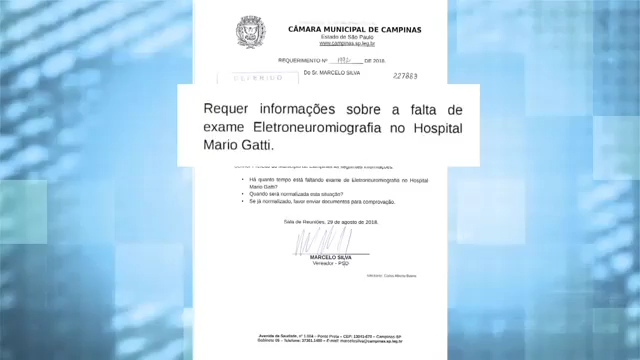 CÂMARA MUNICIPAL DE CAMPINAS
Estado de São Paulo
www.campinas.sp.leg.br
REQUERIMENTO Nº 1992 DE 2018.
Do Sr. MARCELO SILVA
227883
DEFERIDO
Requer informações sobre a falta de
exame Eletroneuromiografia no Hospital
Mario Gatti.
• Há quanto tempo está faltando exame de Eletroneuromiografia no Hospital
Mario Gatti?
• Quando será normalizada esta situação?
• Se já normalizado, favor enviar documentos para comprovação.
Sala de Reuniões, 29 de agosto de 2018.
MARCELO SILVA
Vereador - PSD